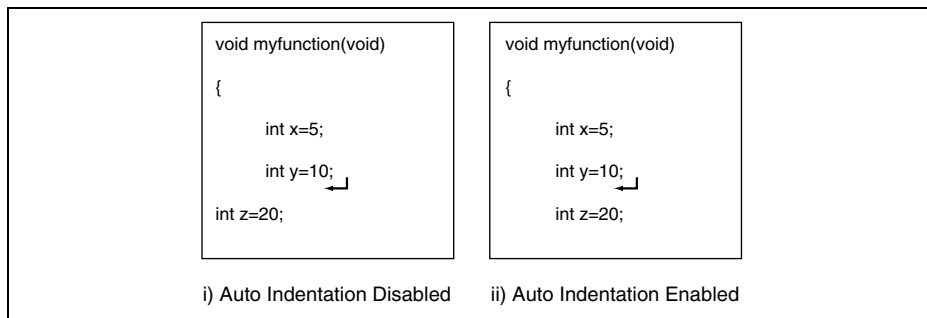 void myfunction(void)
{
int x=5;
int y=10;
int z=20;
i) Auto Indentation Disabled
void myfunction(void)
{
int x=5;
int y=10;
int z=20;
ii) Auto Indentation Enabled